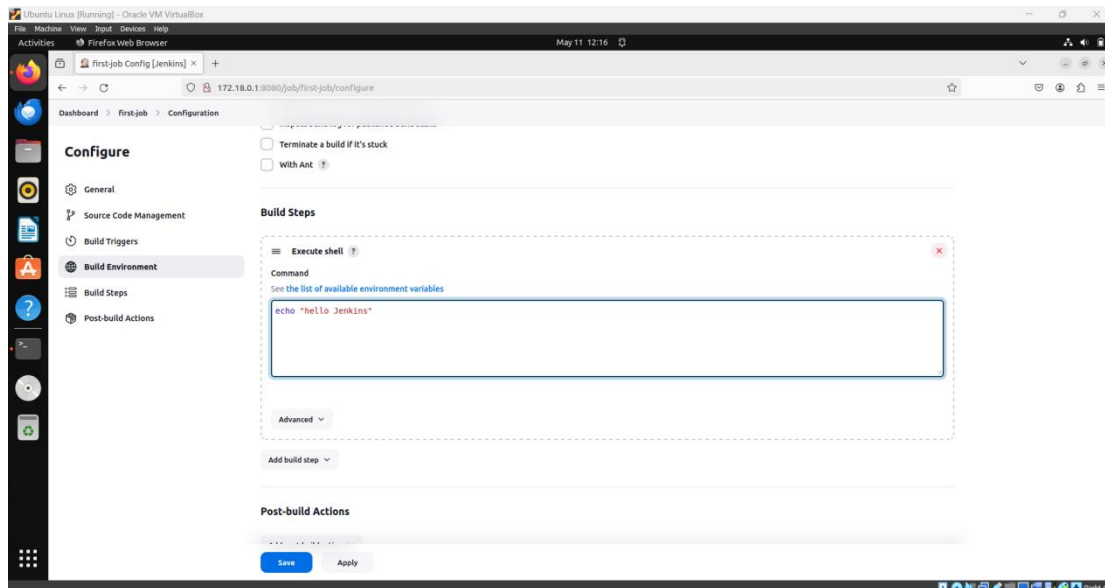 Ubuntu Linux [Running] - Oracle VM VirtualBox
File Machine View Input Devices Help
Activities Firefox Web Browser May 11 12:16
first-job Config [Jenkins]
172.18.0.1:8080/job/first-job/configure
Dashboard > first-job > Configuration
Configure
General
Source Code Management
Build Triggers
Build Environment
Build Steps
Post-build Actions
Terminate a build if it's stuck
With Ant ?
Build Steps
Execute shell ?
Command
See the list of available environment variables
echo "hello Jenkins"
Advanced
Add build step
Post-build Actions
Save Apply
Right